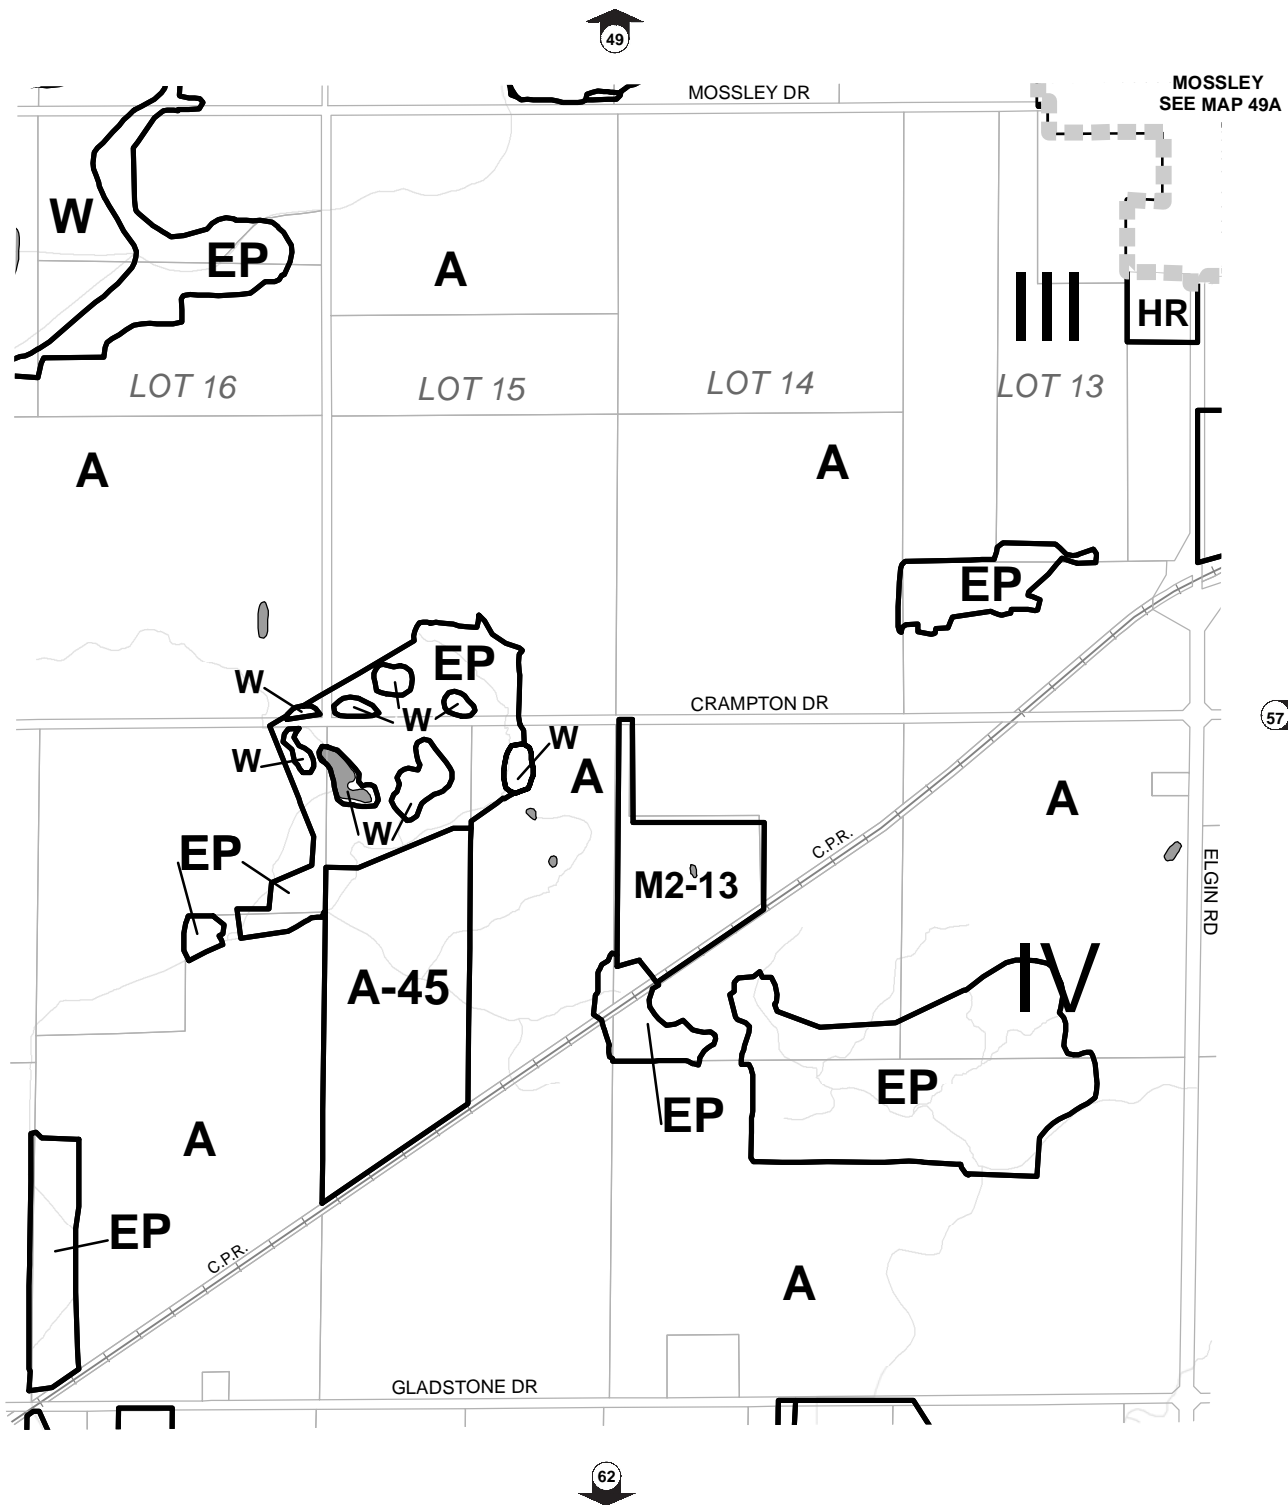 49
MOSSLEY DR
MOSSLEY
SEE MAP 49A
W
EP
A
III
HR
LOT 16
LOT 15
LOT 14
LOT 13
A
A
EP
EP
W
W
CRAMPTON DR
57
W
W
A
A
W
C.P.R.
EP
ELGIN RD
M2-13
IV
A-45
EP
EP
A
EP
C.P.R.
A
GLADSTONE DR
62